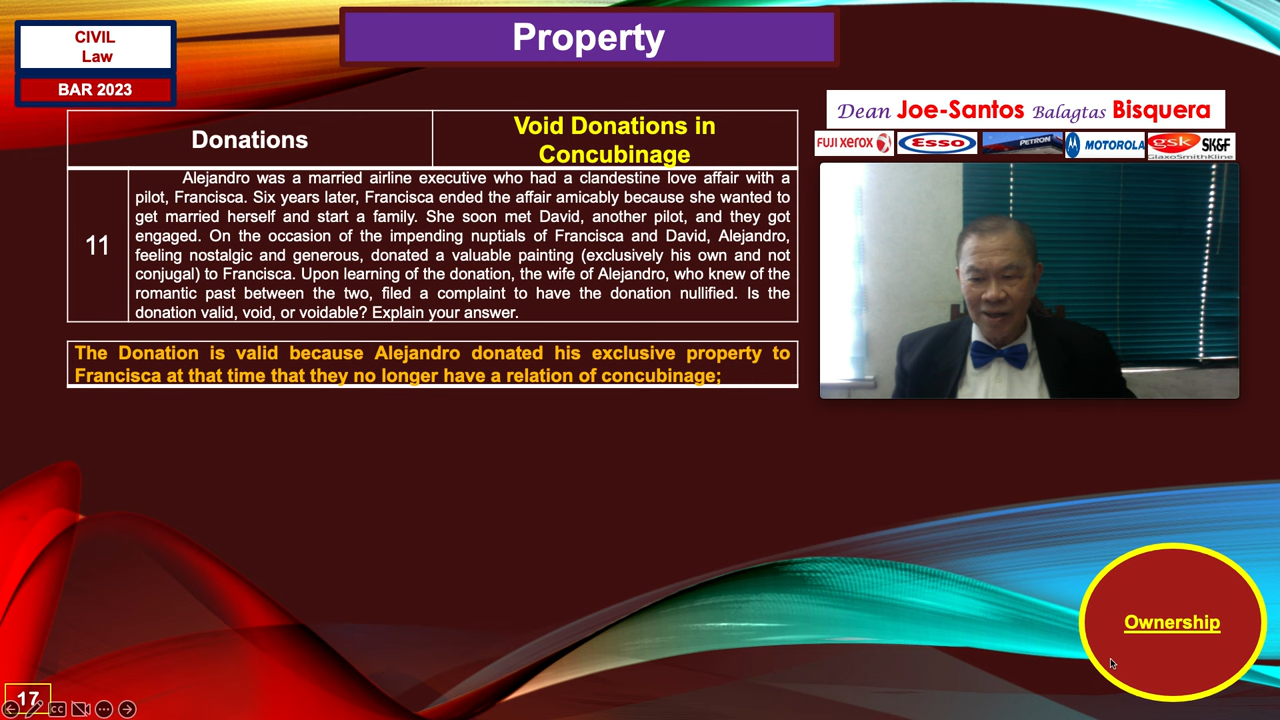 CIVIL
Law
BAR 2023
Property
Dean Joe-Santos Balagtas Bisquera
FUJI XEROX
ESSO
PETRON
MOTOROLA
gsk
SK&F
GlaxoSmithKline
Donations
Void Donations in
Concubinage
11
Alejandro was a married airline executive who had a clandestine love affair with a
pilot, Francisca. Six years later, Francisca ended the affair amicably because she wanted to
get married herself and start a family. She soon met David, another pilot, and they got
engaged. On the occasion of the impending nuptials of Francisca and David, Alejandro,
feeling nostalgic and generous, donated a valuable painting (exclusively his own and not
conjugal) to Francisca. Upon learning of the donation, the wife of Alejandro, who knew of the
romantic past between the two, filed a complaint to have the donation nullified. Is the
donation valid, void, or voidable? Explain your answer.
The Donation is valid because Alejandro donated his exclusive property to
Francisca at that time that they no longer have a relation of concubinage;
Ownership
17
CC